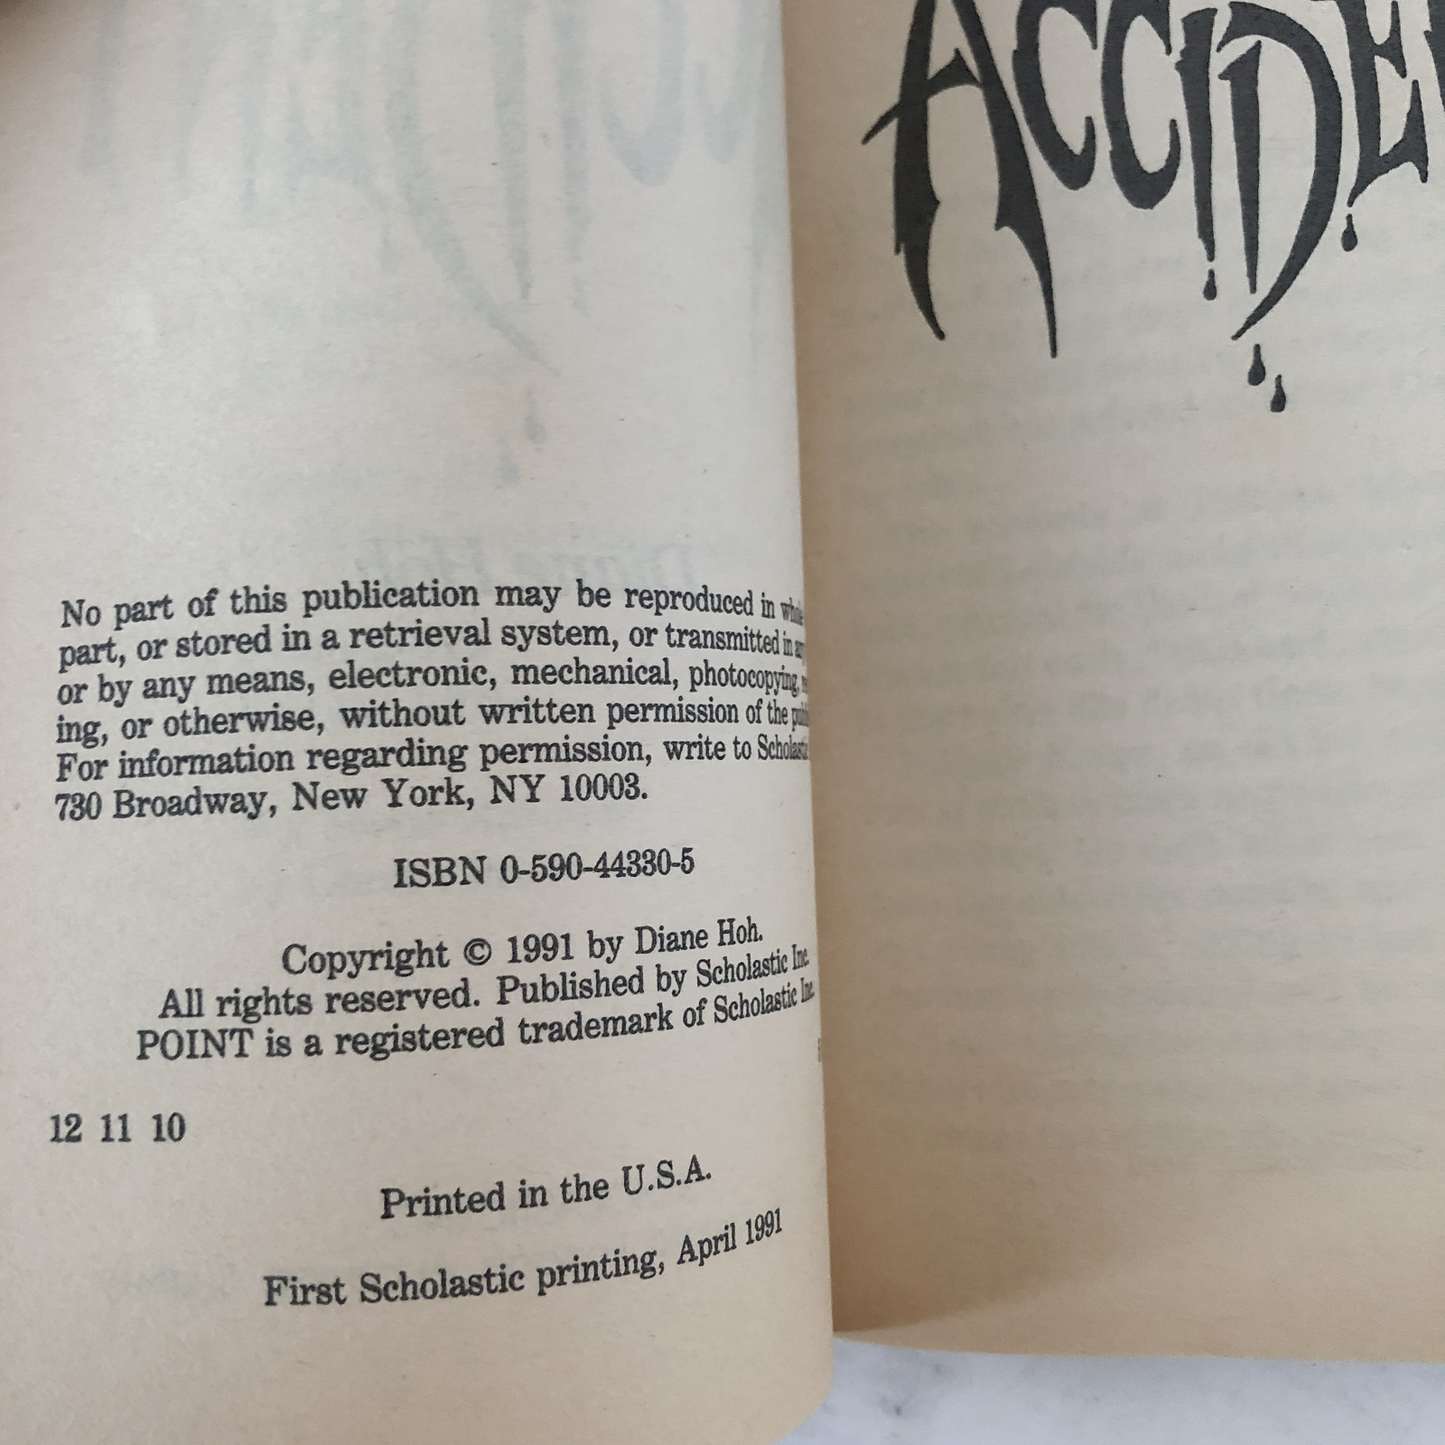 No part of this publication may be reproduced in whole
part, or stored in a retrieval system, or transmitted in
or by any means, electronic, mechanical, photocopying,
ing, or otherwise, without written permission of the
For information regarding permission, write to Scholastic
730 Broadway, New York, NY 10003.
ISBN 0-590-44330-5
Copyright © 1991 by Diane Hoh.
All rights reserved. Published by Scholastic Inc.
POINT is a registered trademark of Scholastic Inc.
12 11 10
Printed in the U.S.A.
First Scholastic printing, April 1991
ACCIDE